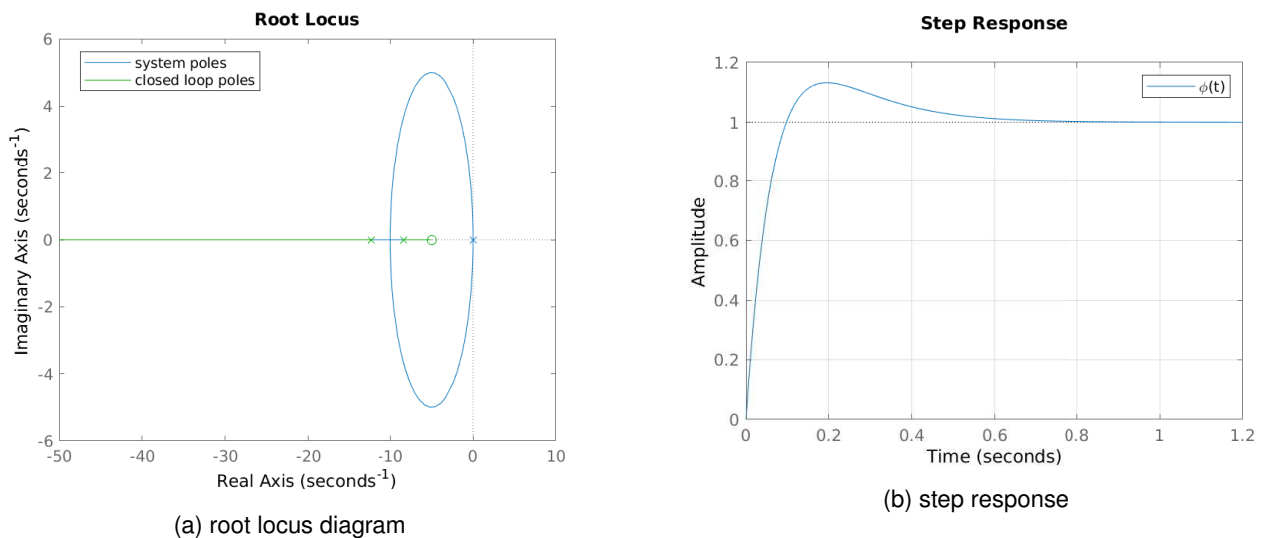 Root Locus
6
4
2
0
-2
-4
-6
-50
-40
-30
-20
-10
0
10
Imaginary Axis (seconds-1)
Real Axis (seconds-1)
system poles
closed loop poles
(a) root locus diagram
Step Response
1.2
1
0.8
0.6
0.4
0.2
0
0
0.2
0.4
0.6
0.8
1
1.2
Amplitude
Time (seconds)
ϕ(t)
(b) step response